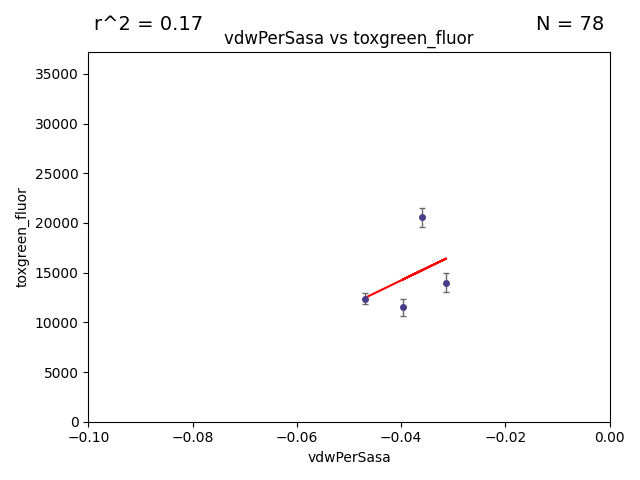 r^2 = 0.17
N = 78
vdwPerSasa vs toxgreen_fluor
toxgreen_fluor
35000
30000
25000
20000
15000
10000
5000
0
−0.10
−0.08
−0.06
−0.04
−0.02
0.00
vdwPerSasa